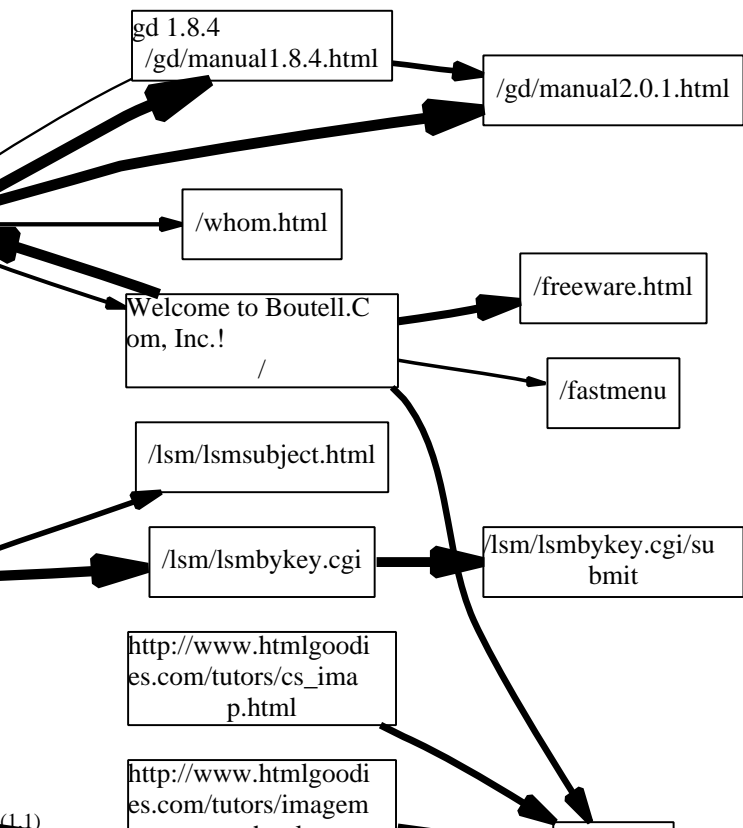 gd 1.8.4
/gd/manual1.8.4.html
/gd/manual2.0.1.html
/whom.html
/freeware.html
Welcome to Boutell.C
om, Inc.!
/
/fastmenu
/lsm/lsmsubject.html
/lsm/lsmbykey.cgi
/lsm/lsmbykey.cgi/su
bmit
http://www.htmlgoodi
es.com/tutors/cs_ima
p.html
http://www.htmlgoodi
es.com/tutors/imagem
(1,1)